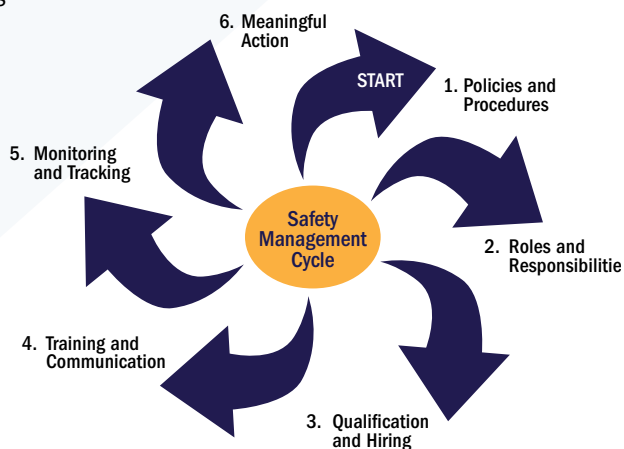 START
1. Policies and
Procedures
2. Roles and
Responsibilitie
3. Qualification
and Hiring
4. Training and
Communication
5. Monitoring
and Tracking
6. Meaningful
Action
Safety
Management
Cycle